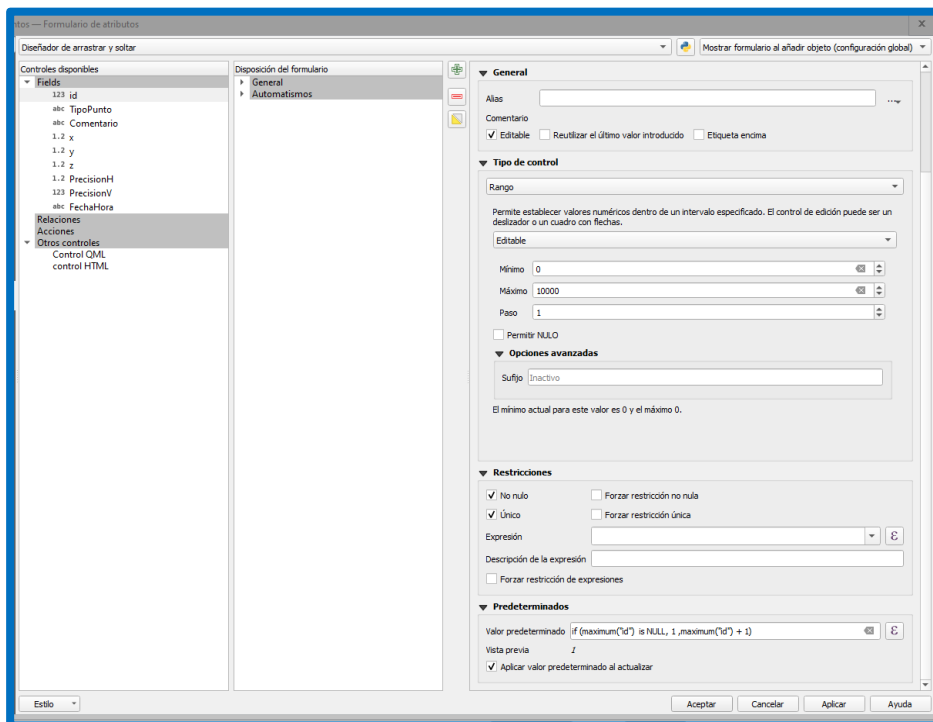 ntos — Formulario de atributos
Diseñador de arrastrar y soltar
Mostrar formulario al añadir objeto (configuración global)
Controles disponibles
Fields
123 id
abc TipoPunto
abc Comentario
1.2 x
1.2 y
1.2 z
1.2 PrecisionH
123 PrecisionV
abc FechaHora
Relaciones
Acciones
Otros controles
Control QML
control HTML
Disposición del formulario
General
Automatismos
General
Alias
...
Comentario
Editable Reutilizar el último valor introducido Etiqueta encima
Tipo de control
Rango
Permite establecer valores numéricos dentro de un intervalo especificado. El control de edición puede ser un
deslizador o un cuadro con flechas.
Editable
Mínimo 0
Máximo 10000
Paso 1
Permitir NULO
Opciones avanzadas
Sufijo Inactivo
El mínimo actual para este valor es 0 y el máximo 0.
Restricciones
No nulo Forzar restricción no nula
Único Forzar restricción única
Expresión ε
Descripción de la expresión
Forzar restricción de expresiones
Predeterminados
Valor predeterminado if (maximum("id") is NULL, 1 ,maximum("id") + 1) ε
Vista previa 1
Aplicar valor predeterminado al actualizar
Estilo Aceptar Cancelar Aplicar Ayuda